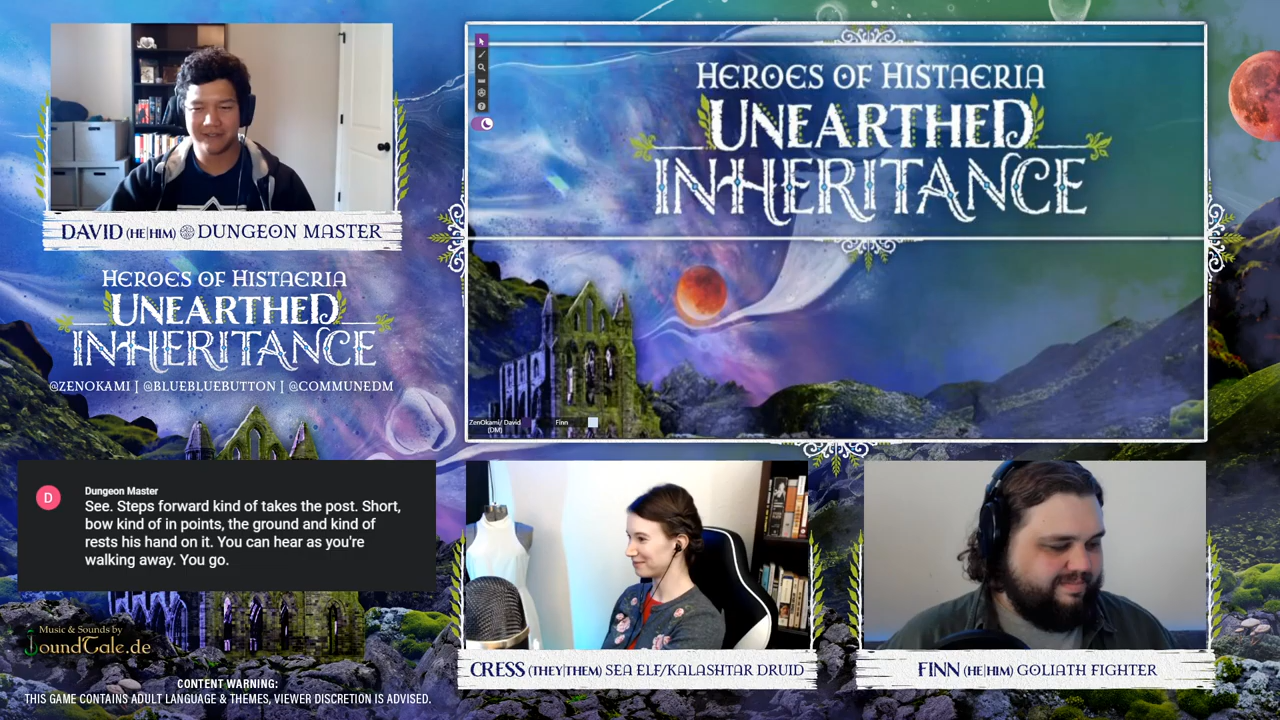 HEROES OF HISTAERIA
UNEARTHED
INHERITANCE
DAVID (HE|HIM) DUNGEON MASTER
HEROES OF HISTAERIA
UNEARTHED
INHERITANCE
@ZENOKAMI | @BLUEBLUEBUTTON | @COMMUNEDM
ZenOkami/ David
(DM)
Finn
D
Dungeon Master
See. Steps forward kind of takes the post. Short,
bow kind of in points, the ground and kind of
rests his hand on it. You can hear as you're
walking away. You go.
Music & Sounds by
SoundTale.de
CONTENT WARNING:
THIS GAME CONTAINS ADULT LANGUAGE & THEMES, VIEWER DISCRETION IS ADVISED.
CRESS (THEY|THEM) SEA ELF/KALASHTAR DRUID
FINN (HE|HIM) GOLIATH FIGHTER